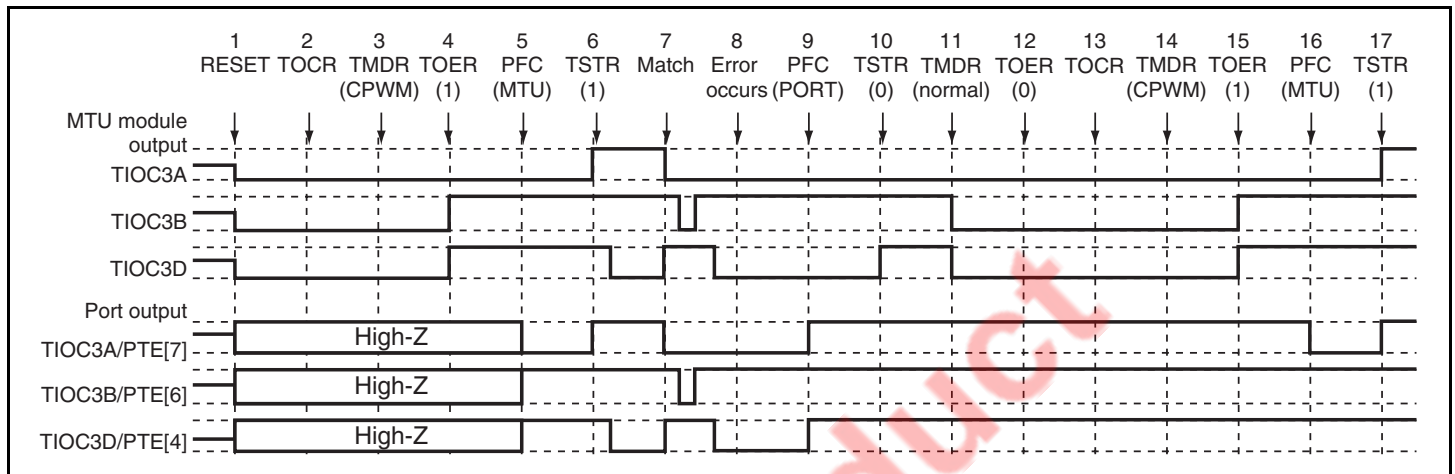 1 2 3 4 5 6 7 8 9 10 11 12 13 14 15 16 17
RESET TOCR TMDR TOER PFC TSTR Match Error PFC TSTR TMDR TOER TOCR TMDR TOER PFC TSTR
(CPWM) (1) (MTU) (1) occurs (PORT) (0) (normal) (0) (CPWM) (1) (MTU) (1)
MTU module
output
TIOC3A
TIOC3B
TIOC3D
Port output
TIOC3A/PTE[7] High-Z
TIOC3B/PTE[6] High-Z
TIOC3D/PTE[4] High-Z
duct